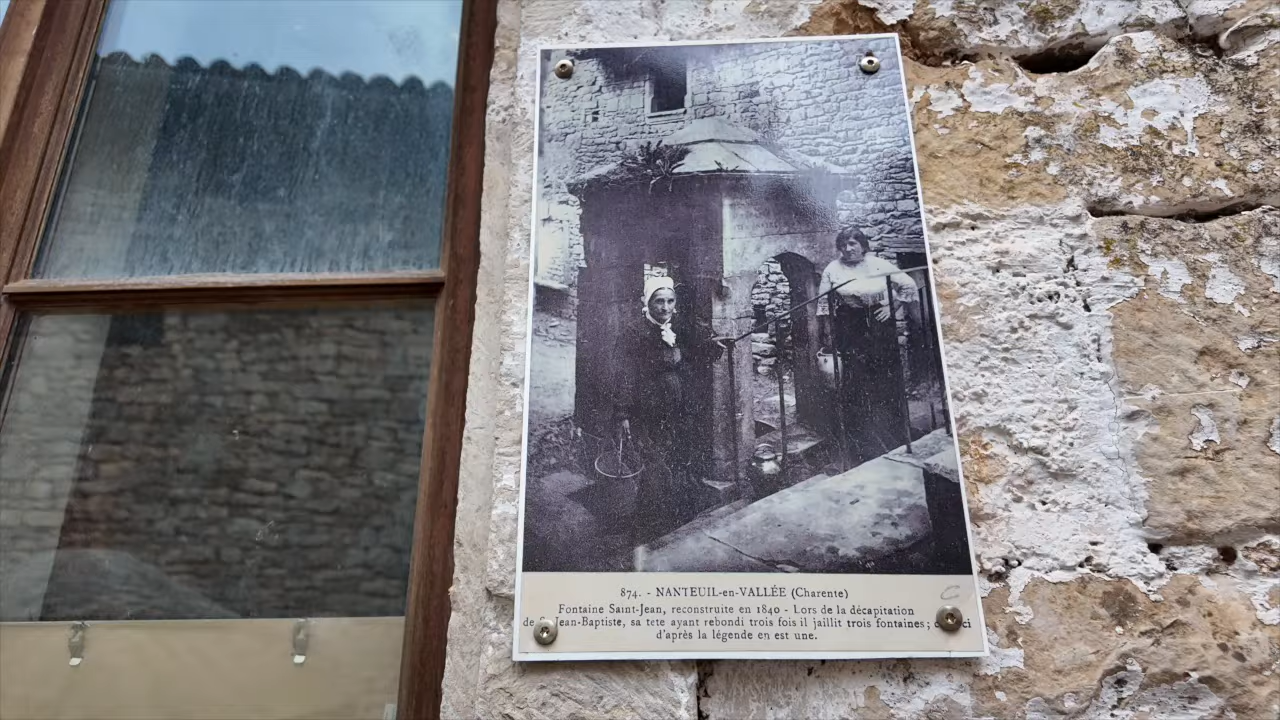 874. - NANTEUIL-en-VALLÉE (Charente)
Fontaine Saint-Jean, reconstruite en 1840 - Lors de la décapitation
de Jean-Baptiste, sa tete ayant rebondi trois fois il jaillit trois fontaines;
d'après la légende en est une.